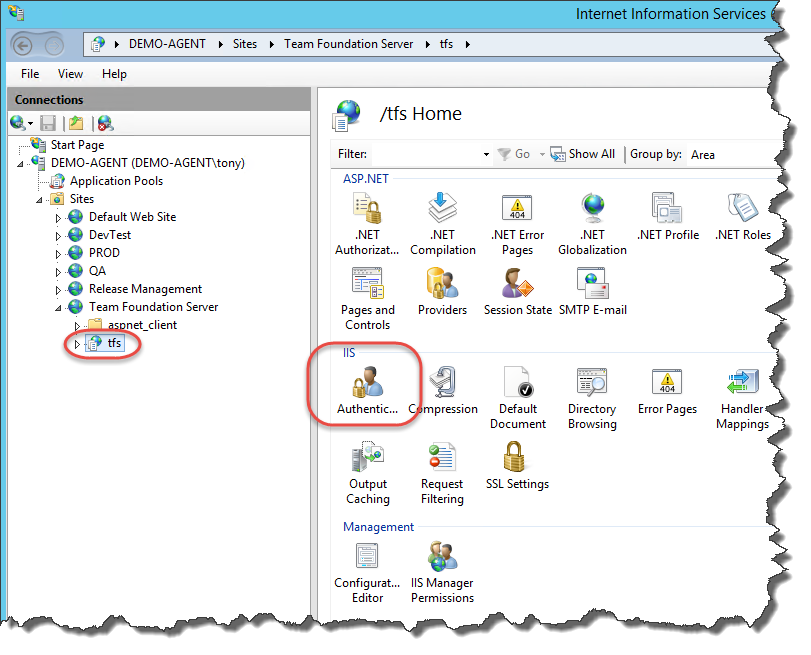 Internet Information Services
DEMO-AGENT Sites Team Foundation Server tfs
File View Help
Connections
Start Page
DEMO-AGENT (DEMO-AGENT\tony)
Application Pools
Sites
Default Web Site
DevTest
PROD
QA
Release Management
Team Foundation Server
aspnet_client
tfs
/tfs Home
Filter: Go Show All Group by: Area
ASP.NET
.NET Authorizat...
.NET Compilation
404
.NET Error Pages
.NET Globalization
.NET Profile
.NET Roles
Pages and Controls
Providers
Session State
SMTP E-mail
IIS
Authentic...
Compression
Default Document
Directory Browsing
404
Error Pages
Handler Mappings
Output Caching
Request Filtering
SSL Settings
Management
Configurat... Editor
IIS Manager Permissions